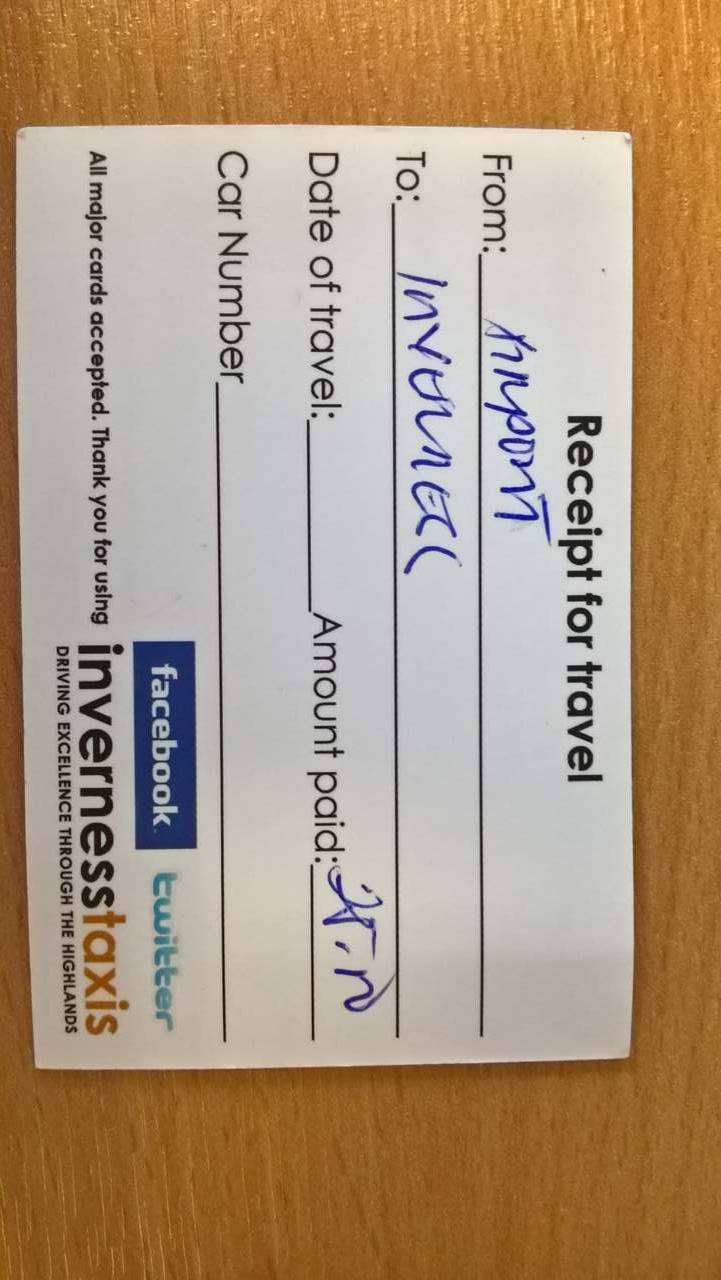 Receipt for travel
From: Airport
To: Inverness
Date of travel: Amount paid:
Car Number
facebook. twitter
All major cards accepted. Thank you for using invernesstaxis
DRIVING EXCELLENCE THROUGH THE HIGHLANDS